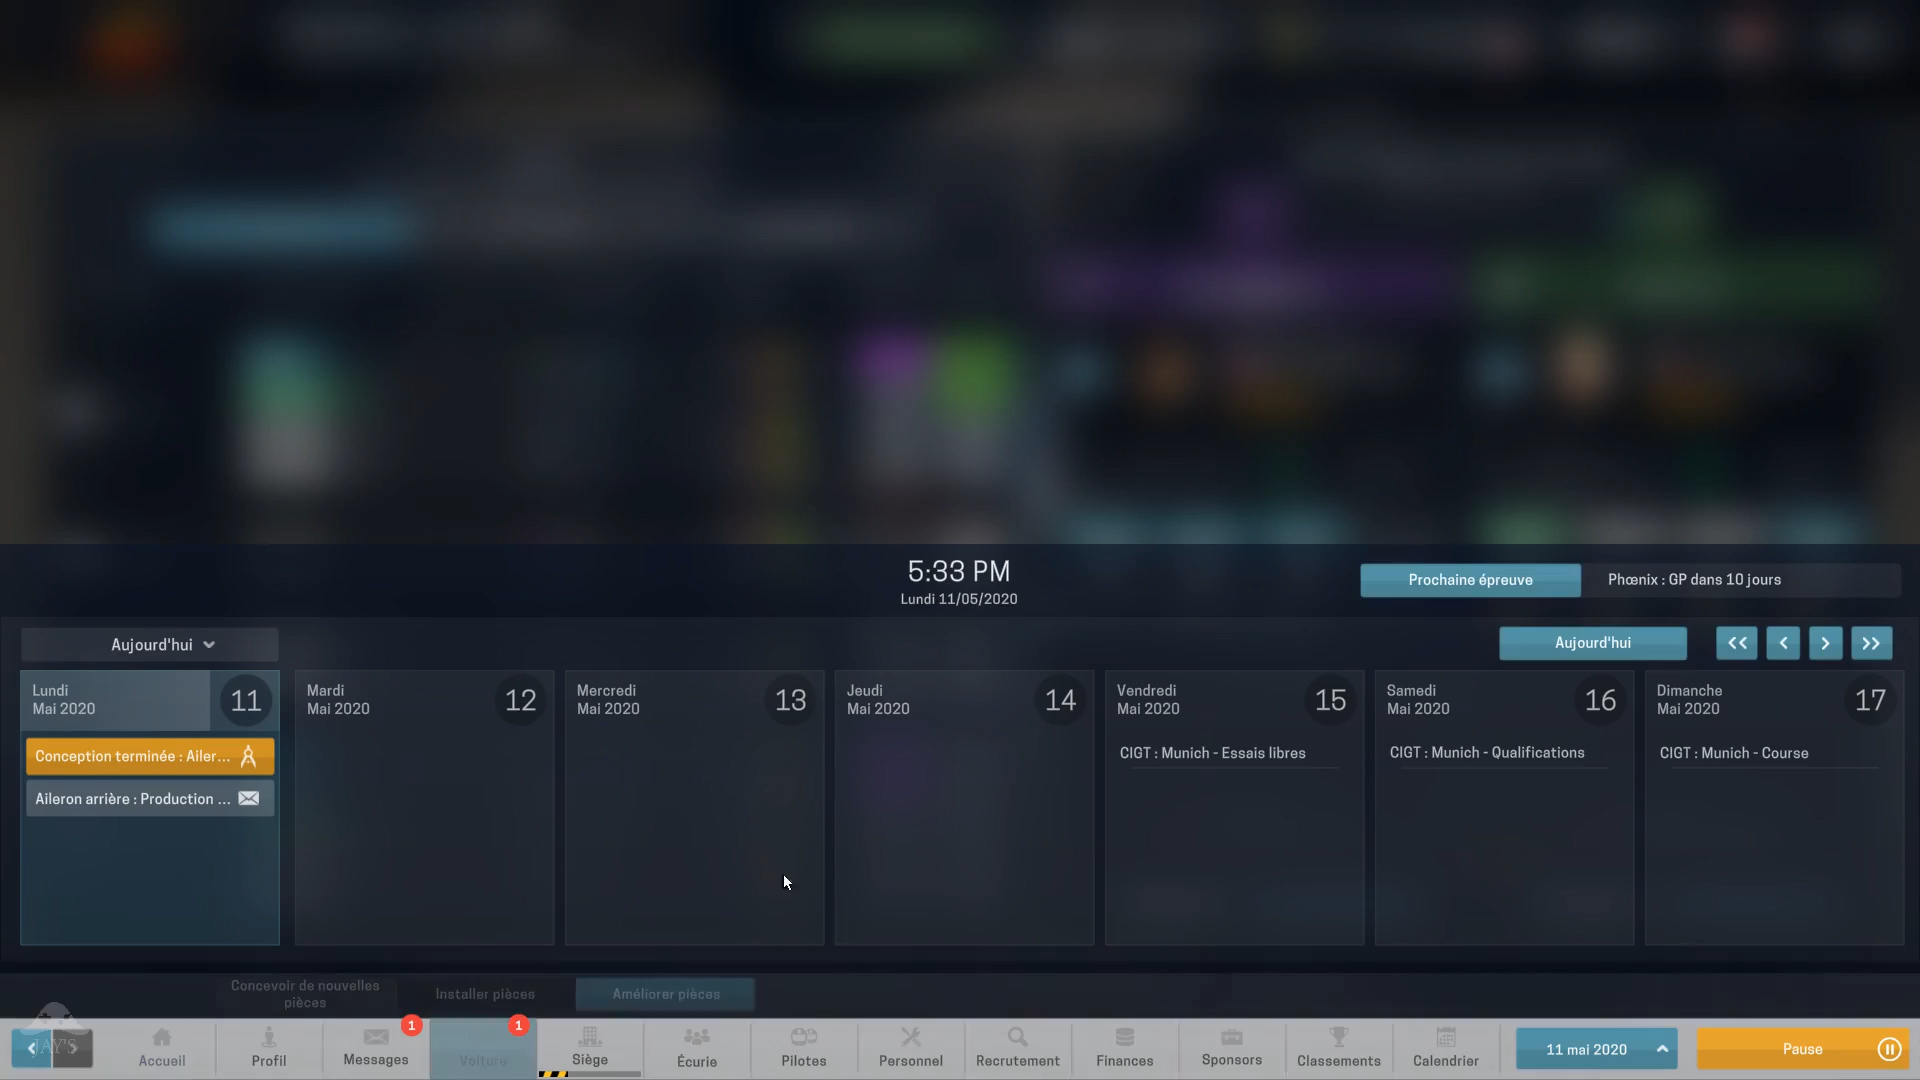 5:33 PM
Lundi 11/05/2020
Prochaine épreuve
Phœnix : GP dans 10 jours
Aujourd'hui
Aujourd'hui
Lundi
Mai 2020
11
Mardi
Mai 2020
12
Mercredi
Mai 2020
13
Jeudi
Mai 2020
14
Vendredi
Mai 2020
15
Samedi
Mai 2020
16
Dimanche
Mai 2020
17
Conception terminée : Ailer...
Aileron arrière : Production ...
CIGT : Munich - Essais libres
CIGT : Munich - Qualifications
CIGT : Munich - Course
Concevoir de nouvelles
pièces
Installer pièces
Améliorer pièces
JAY'S
Accueil
Profil
Messages
1
Voiture
1
Siège
Écurie
Pilotes
Personnel
Recrutement
Finances
Sponsors
Classements
Calendrier
11 mai 2020
Pause